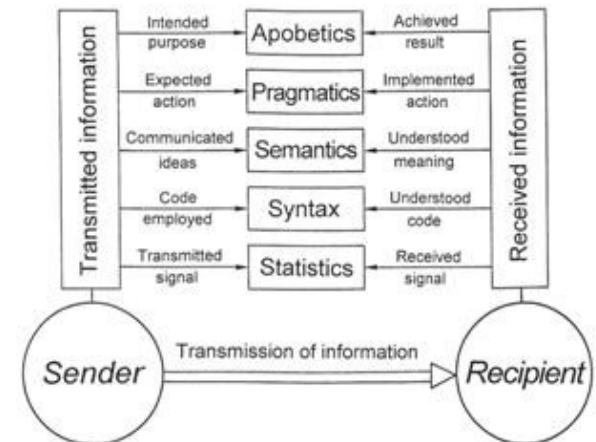 Transmitted information
Intended
purpose
Apobetics
Achieved
result
Expected
action
Pragmatics
Implemented
action
Communicated
ideas
Semantics
Understood
meaning
Code
employed
Syntax
Understood
code
Transmitted
signal
Statistics
Received
signal
Received information
Sender
Transmission of information
Recipient